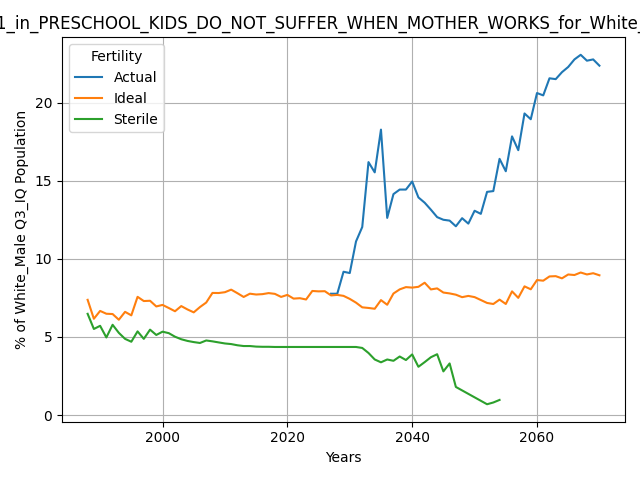 1_in_PRESCHOOL_KIDS_DO_NOT_SUFFER_WHEN_MOTHER_WORKS_for_White_
Fertility
Actual
Ideal
Sterile
% of White_Male Q3_IQ Population
20
15
10
5
0
2000 2020 2040 2060
Years